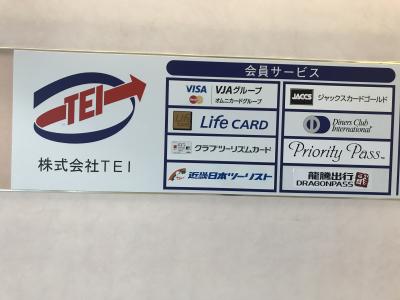 TEI
株式会社TEI
会員サービス
VISA
MasterCard
VJAグループ
オムニカードグループ
JACCS
ジャックスカードゴールド
Life CARD
Diners Club
International
クラブツーリズムカード
Priority Pass
近畿日本ツーリスト
龍騰出行
DRAGONPASS